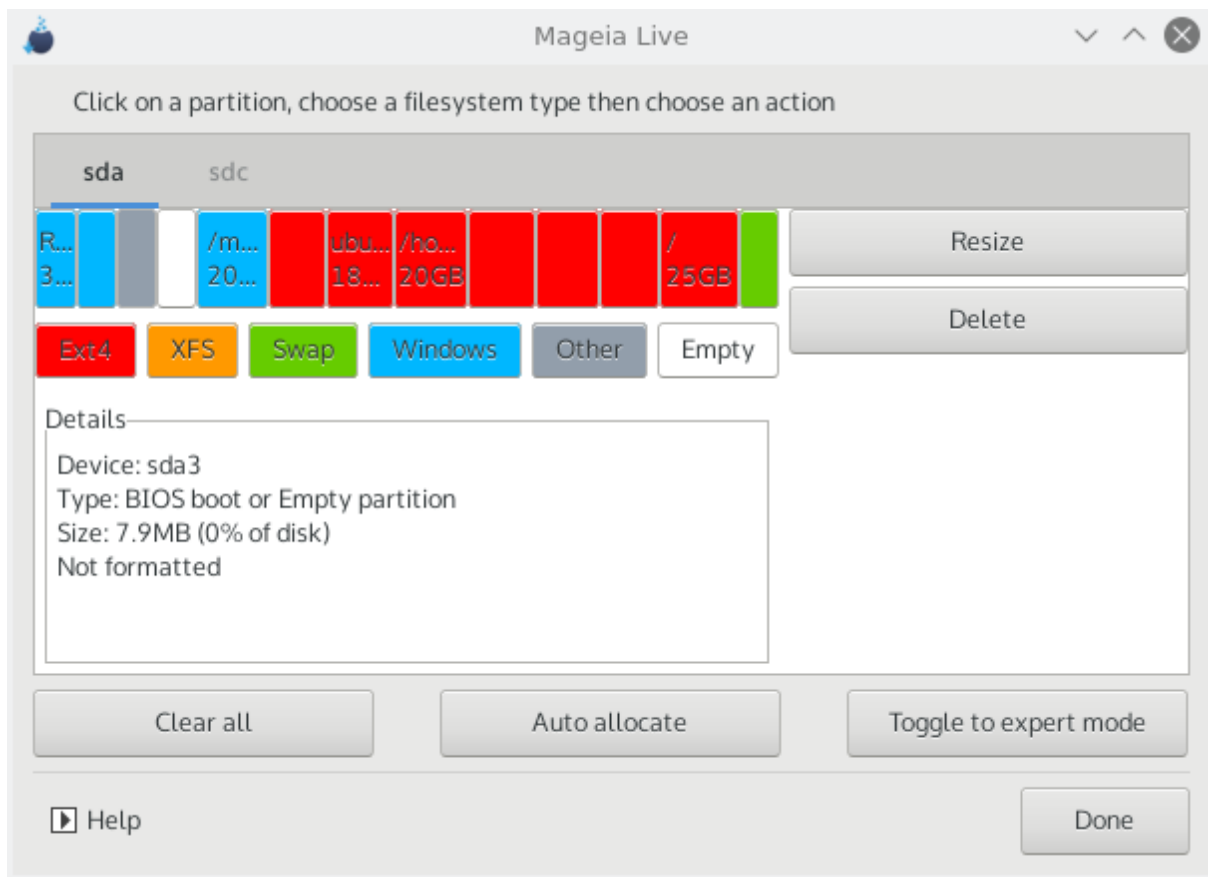 Mageia Live
Click on a partition, choose a filesystem type then choose an action
sda sdc
R... /m... ubu... /ho... /
3... 20... 18... 20GB 25GB
Resize
Delete
Ext4 XFS Swap Windows Other Empty
Details
Device: sda3
Type: BIOS boot or Empty partition
Size: 7.9MB (0% of disk)
Not formatted
Clear all Auto allocate Toggle to expert mode
Help Done